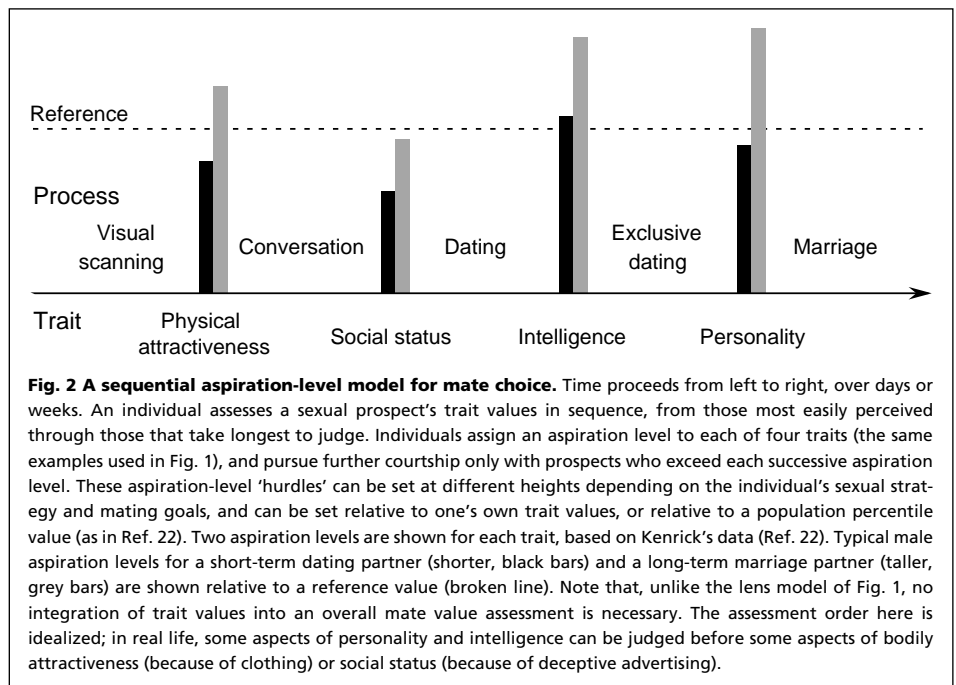 Reference
Process
Visual
scanning
Conversation
Dating
Exclusive
dating
Marriage
Trait
Physical
attractiveness
Social status
Intelligence
Personality
Fig. 2 A sequential aspiration-level model for mate choice. Time proceeds from left to right, over days or
weeks. An individual assesses a sexual prospect's trait values in sequence, from those most easily perceived
through those that take longest to judge. Individuals assign an aspiration level to each of four traits (the same
examples used in Fig. 1), and pursue further courtship only with prospects who exceed each successive aspiration
level. These aspiration-level 'hurdles' can be set at different heights depending on the individual's sexual strat-
egy and mating goals, and can be set relative to one's own trait values, or relative to a population percentile
value (as in Ref. 22). Two aspiration levels are shown for each trait, based on Kenrick's data (Ref. 22). Typical male
aspiration levels for a short-term dating partner (shorter, black bars) and a long-term marriage partner (taller,
grey bars) are shown relative to a reference value (broken line). Note that, unlike the lens model of Fig. 1, no
integration of trait values into an overall mate value assessment is necessary. The assessment order here is
idealized; in real life, some aspects of personality and intelligence can be judged before some aspects of bodily
attractiveness (because of clothing) or social status (because of deceptive advertising).